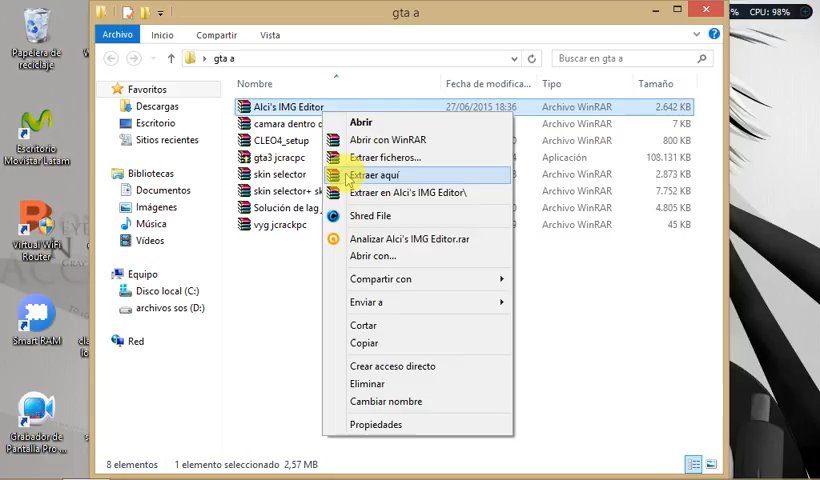 gta a
CPU: 98%
Archivo
Inicio
Compartir
Vista
gta a
Buscar en gta a
Nombre
Fecha de modifica...
Tipo
Tamaño
Favoritos
Descargas
Escritorio
Sitios recientes
Bibliotecas
Documentos
Imágenes
Música
Vídeos
Equipo
Disco local (C:)
archivos sos (D:)
Red
Alci's IMG Editor
27/06/2015 18:36
Archivo WinRAR
2.642 KB
camara dentro
Archivo WinRAR
7 KB
CLEO4_setup
Archivo WinRAR
800 KB
gta3 jcracpc
Aplicación
108.131 KB
skin selector
Archivo WinRAR
2.873 KB
skin selector+ sk
Archivo WinRAR
7.752 KB
Solución de lag
Archivo WinRAR
4.805 KB
vyg jcrackpc
Archivo WinRAR
45 KB
Abrir
Abrir con WinRAR
Extraer ficheros...
Extraer aquí
Extraer en Alci's IMG Editor\
Shred File
Analizar Alci's IMG Editor.rar
Abrir con...
Compartir con
Enviar a
Cortar
Copiar
Crear acceso directo
Eliminar
Cambiar nombre
Propiedades
8 elementos
1 elemento seleccionado 2,57 MB
Papelera de
reciclaje
Escritorio
Movistar Latam
Virtual WiFi
Router
Smart RAM
Grabador de
Pantalla Pro ...